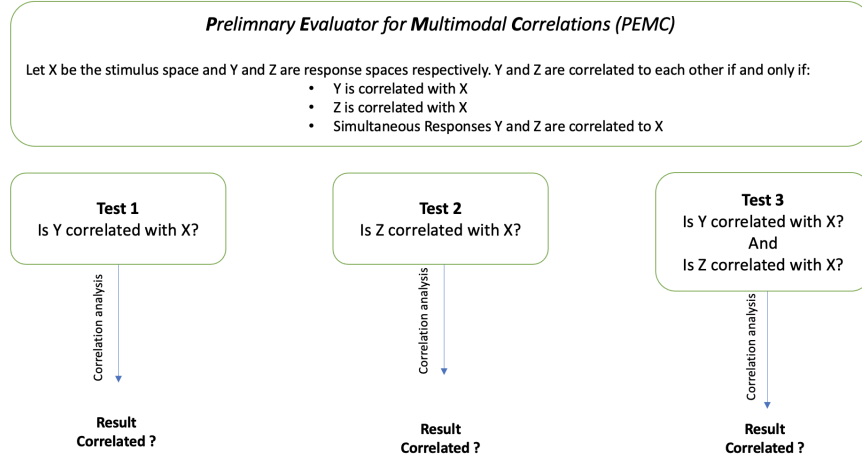 Prelimnary Evaluator for Multimodal Correlations (PEMC)
Let X be the stimulus space and Y and Z are response spaces respectively. Y and Z are correlated to each other if and only if:
• Y is correlated with X
• Z is correlated with X
• Simultaneous Responses Y and Z are correlated to X
Test 1
Is Y correlated with X?
Correlation analysis
Result
Correlated ?
Test 2
Is Z correlated with X?
Correlation analysis
Result
Correlated ?
Test 3
Is Y correlated with X?
And
Is Z correlated with X?
Correlation analysis
Result
Correlated ?